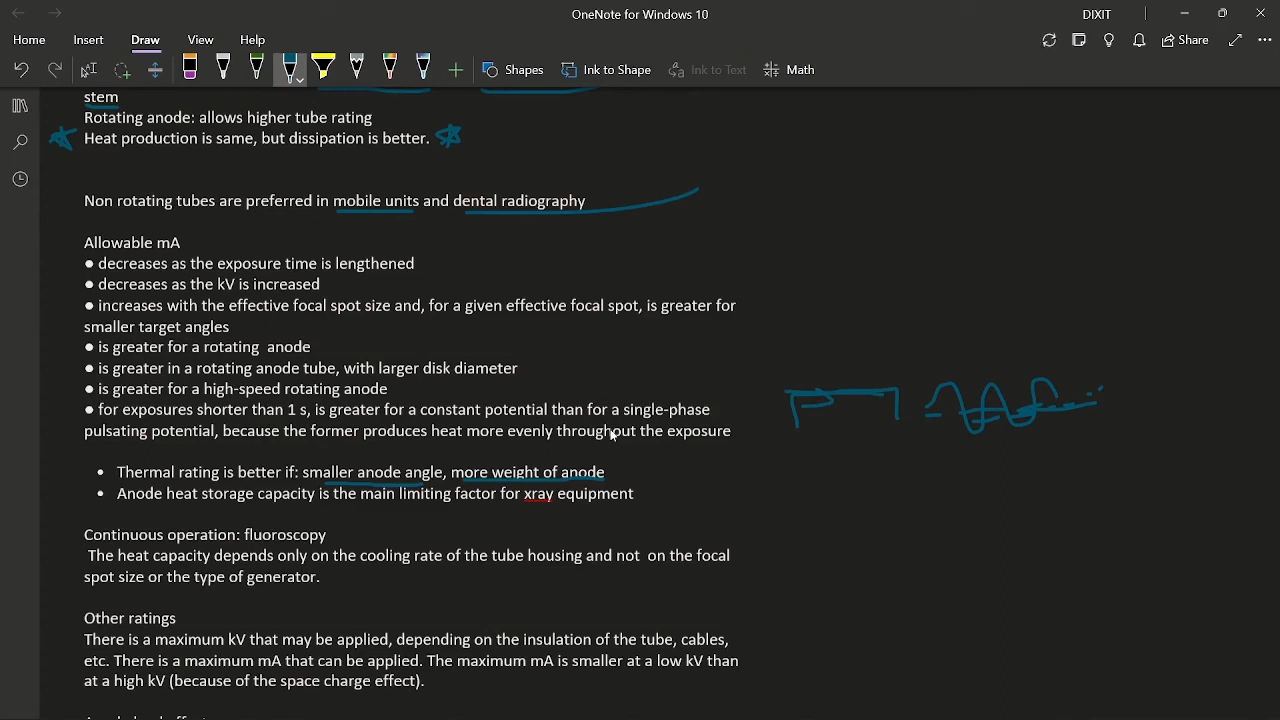 OneNote for Windows 10
DIXIT
Home Insert Draw View Help
Share
Shapes Ink to Shape Ink to Text Math
stem
Rotating anode: allows higher tube rating
Heat production is same, but dissipation is better.
Non rotating tubes are preferred in mobile units and dental radiography
Allowable mA
● decreases as the exposure time is lengthened
● decreases as the kV is increased
● increases with the effective focal spot size and, for a given effective focal spot, is greater for
smaller target angles
● is greater for a rotating  anode
● is greater in a rotating anode tube, with larger disk diameter
● is greater for a high-speed rotating anode
● for exposures shorter than 1 s, is greater for a constant potential than for a single-phase
pulsating potential, because the former produces heat more evenly throughout the exposure
• Thermal rating is better if: smaller anode angle, more weight of anode
• Anode heat storage capacity is the main limiting factor for xray equipment
Continuous operation: fluoroscopy
The heat capacity depends only on the cooling rate of the tube housing and not  on the focal
spot size or the type of generator.
Other ratings
There is a maximum kV that may be applied, depending on the insulation of the tube, cables,
etc. There is a maximum mA that can be applied. The maximum mA is smaller at a low kV than
at a high kV (because of the space charge effect).